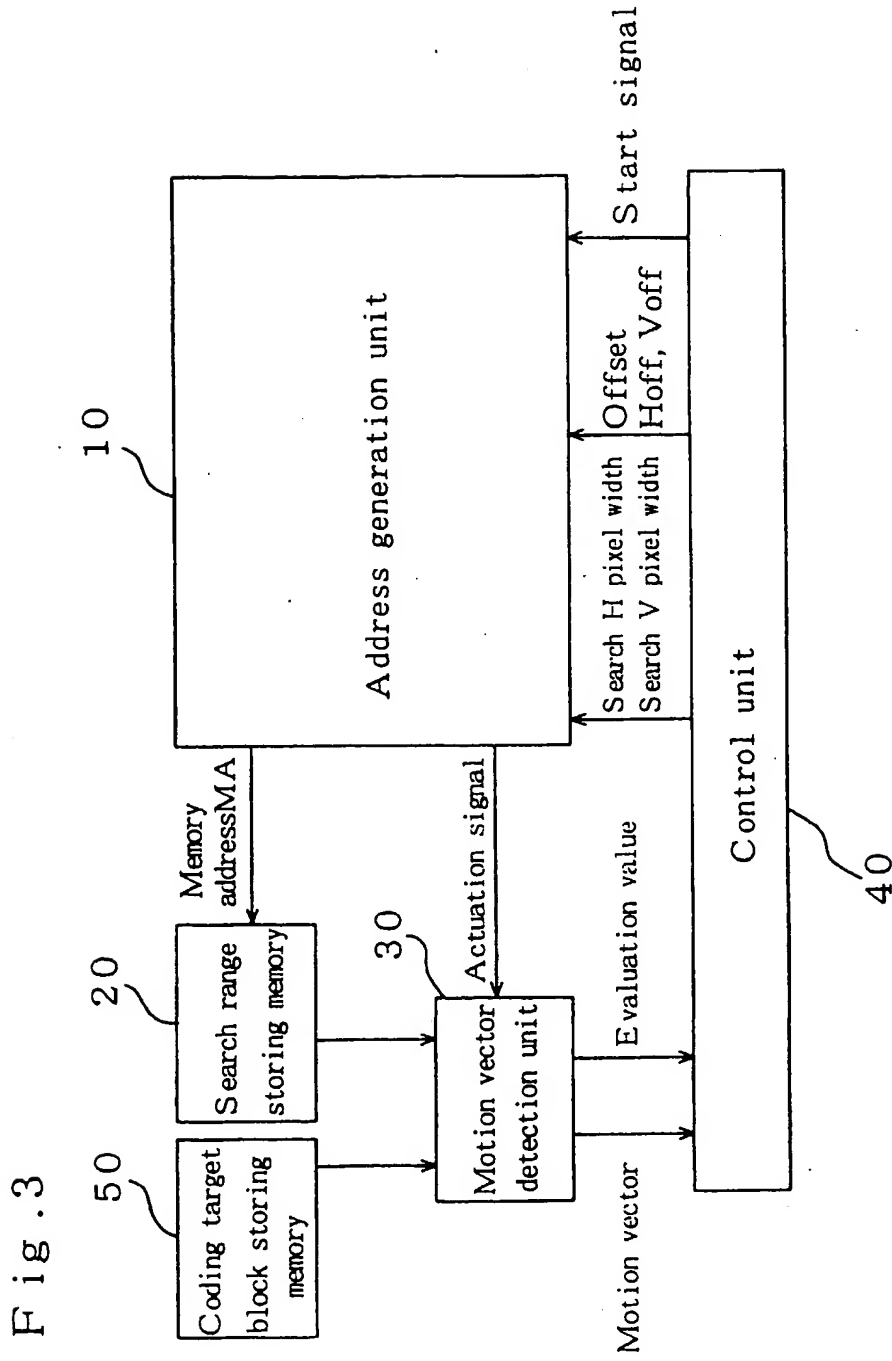 Fig.3
50
Coding target
block storing
memory
20
Search range
storing memory
Memory
addressMA
10
Address generation unit
30
Motion vector
detection unit
Actuation signal
Motion vector
Evaluation value
Search H pixel width
Search V pixel width
Offset
Hoff, Voff
Start signal
Control unit
40